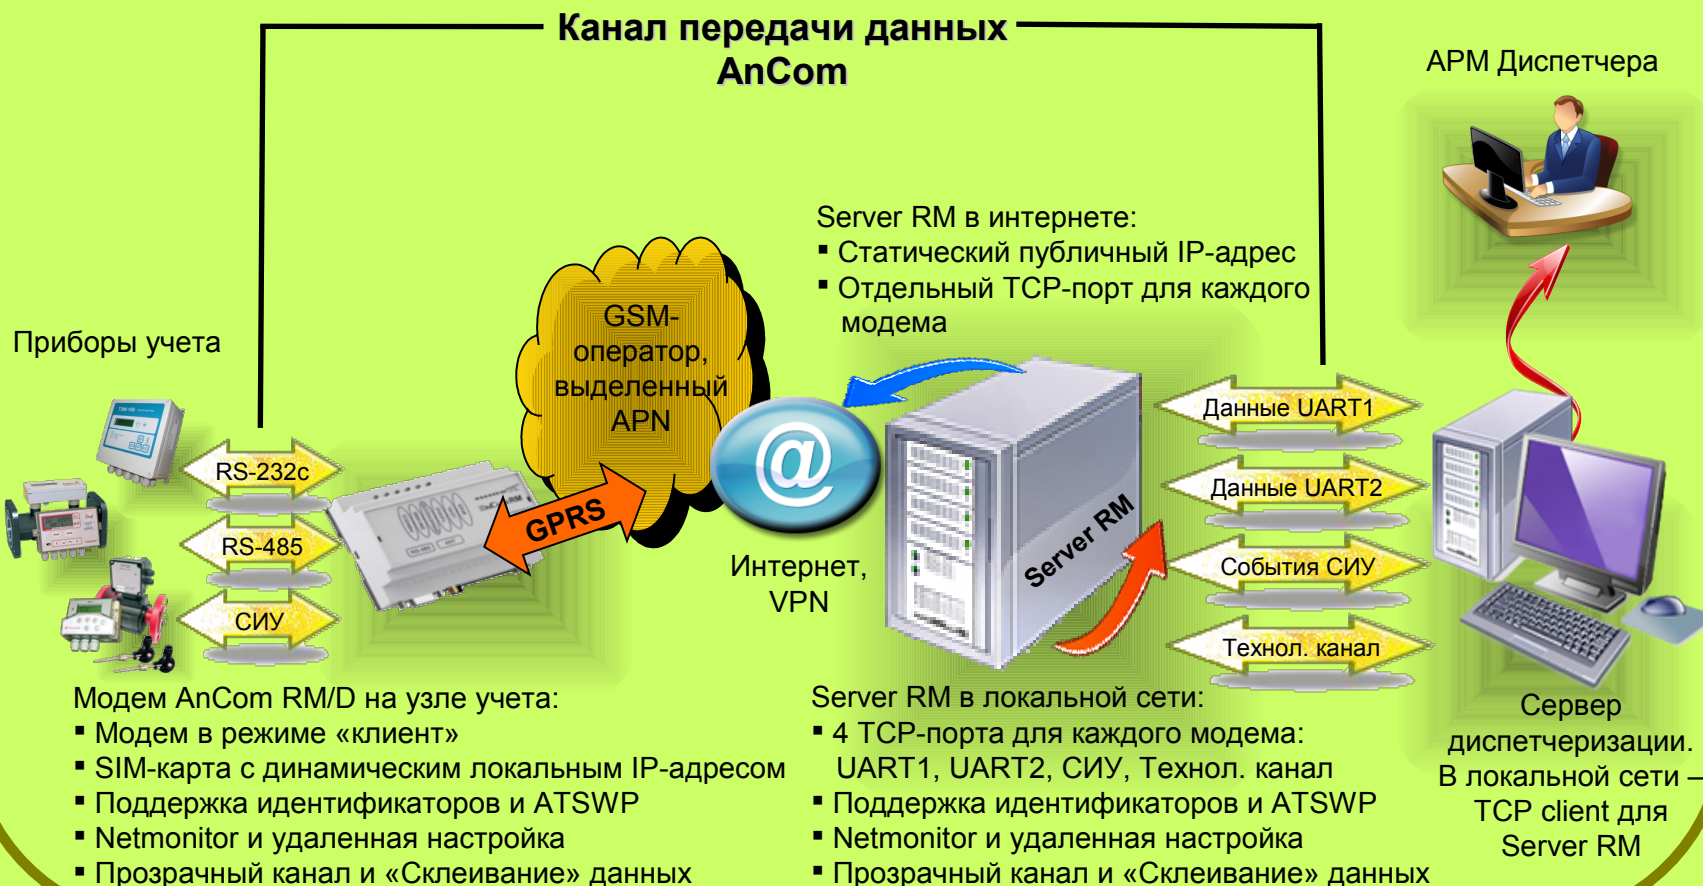 Канал передачи данных
AnCom
АРМ Диспетчера
Server RM в интернете:
▪ Статический публичный IP-адрес
▪ Отдельный TCP-порт для каждого
модема
GSM-
оператор,
выделенный
APN
Приборы учета
RS-232с
RS-485
СИУ
GPRS
@
Интернет,
VPN
Server RM
Данные UART1
Данные UART2
События СИУ
Технол. канал
Модем AnCom RM/D на узле учета:
▪ Модем в режиме «клиент»
▪ SIM-карта с динамическим локальным IP-адресом
▪ Поддержка идентификаторов и ATSWP
▪ Netmonitor и удаленная настройка
▪ Прозрачный канал и «Склеивание» данных
Server RM в локальной сети:
▪ 4 TCP-порта для каждого модема:
UART1, UART2, СИУ, Технол. канал
▪ Поддержка идентификаторов и ATSWP
▪ Netmonitor и удаленная настройка
▪ Прозрачный канал и «Склеивание» данных
Сервер
диспетчеризации.
В локальной сети –
TCP client для
Server RM